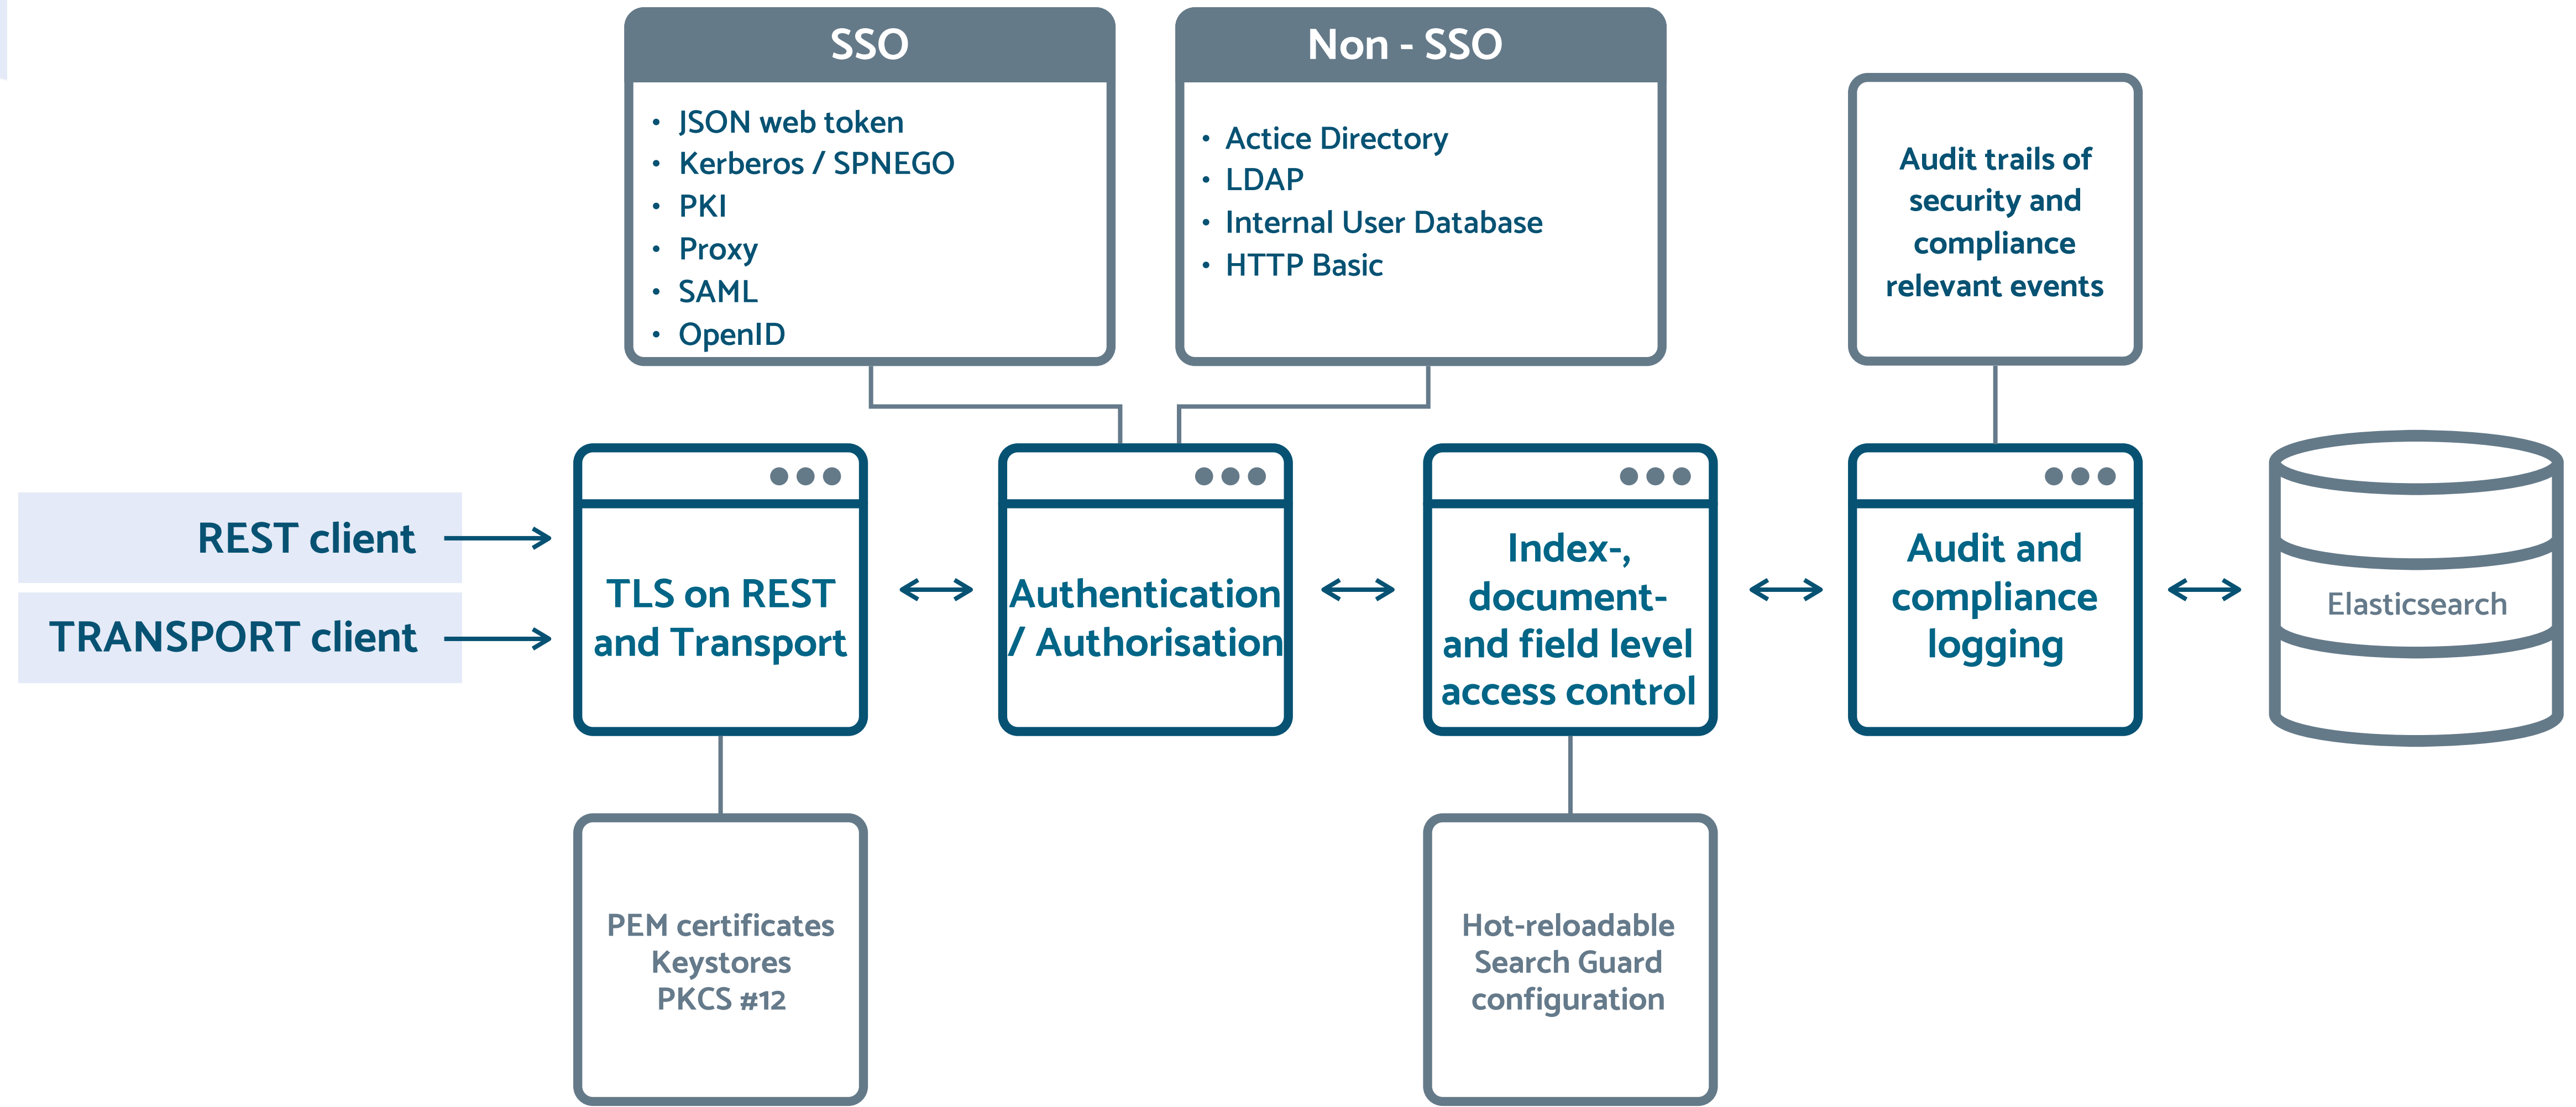 SSO
• JSON web token
• Kerberos / SPNEGO
• PKI
• Proxy
• SAML
• OpenID
Non - SSO
• Actice Directory
• LDAP
• Internal User Database
• HTTP Basic
Audit trails of
security and
compliance
relevant events
REST client
TRANSPORT client
TLS on REST
and Transport
Authentication
/ Authorisation
Index-,
document-
and field level
access control
Audit and
compliance
logging
Elasticsearch
PEM certificates
Keystores
PKCS #12
Hot-reloadable
Search Guard
configuration